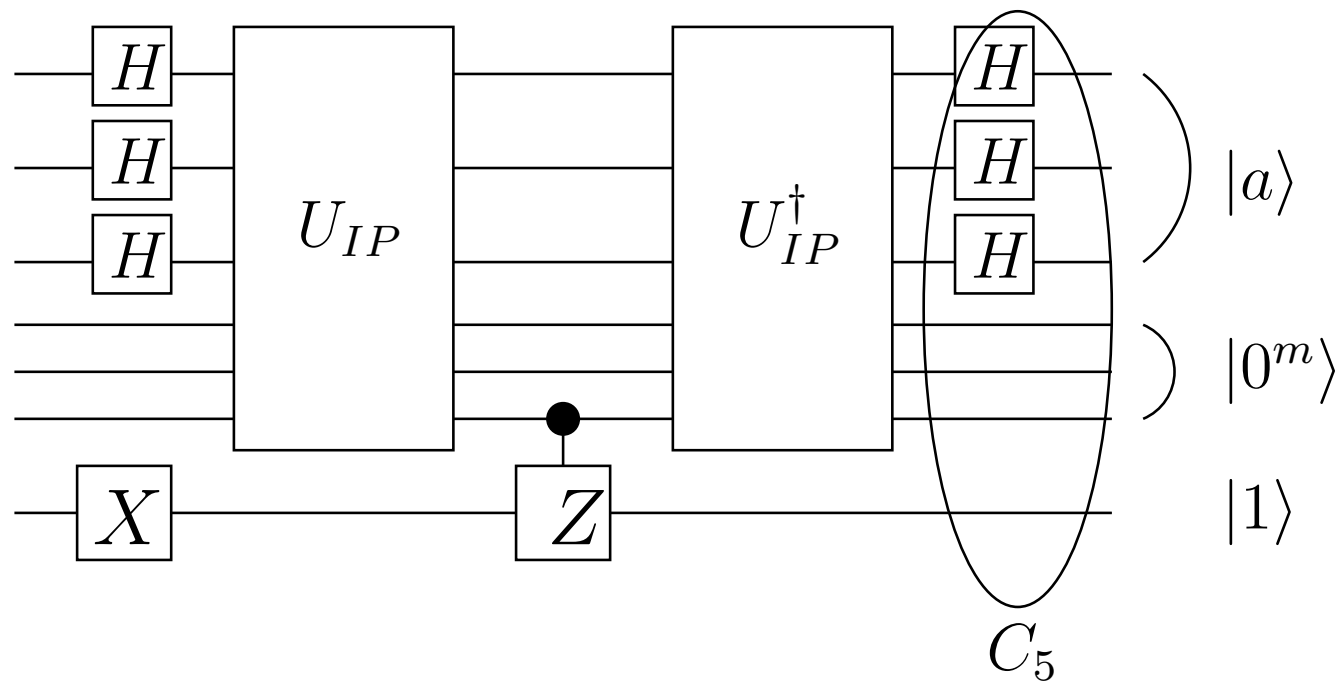 H H
H H
H H
U_{IP} U_{IP}^†
|a⟩
|0^m⟩
X Z |1⟩
C_5